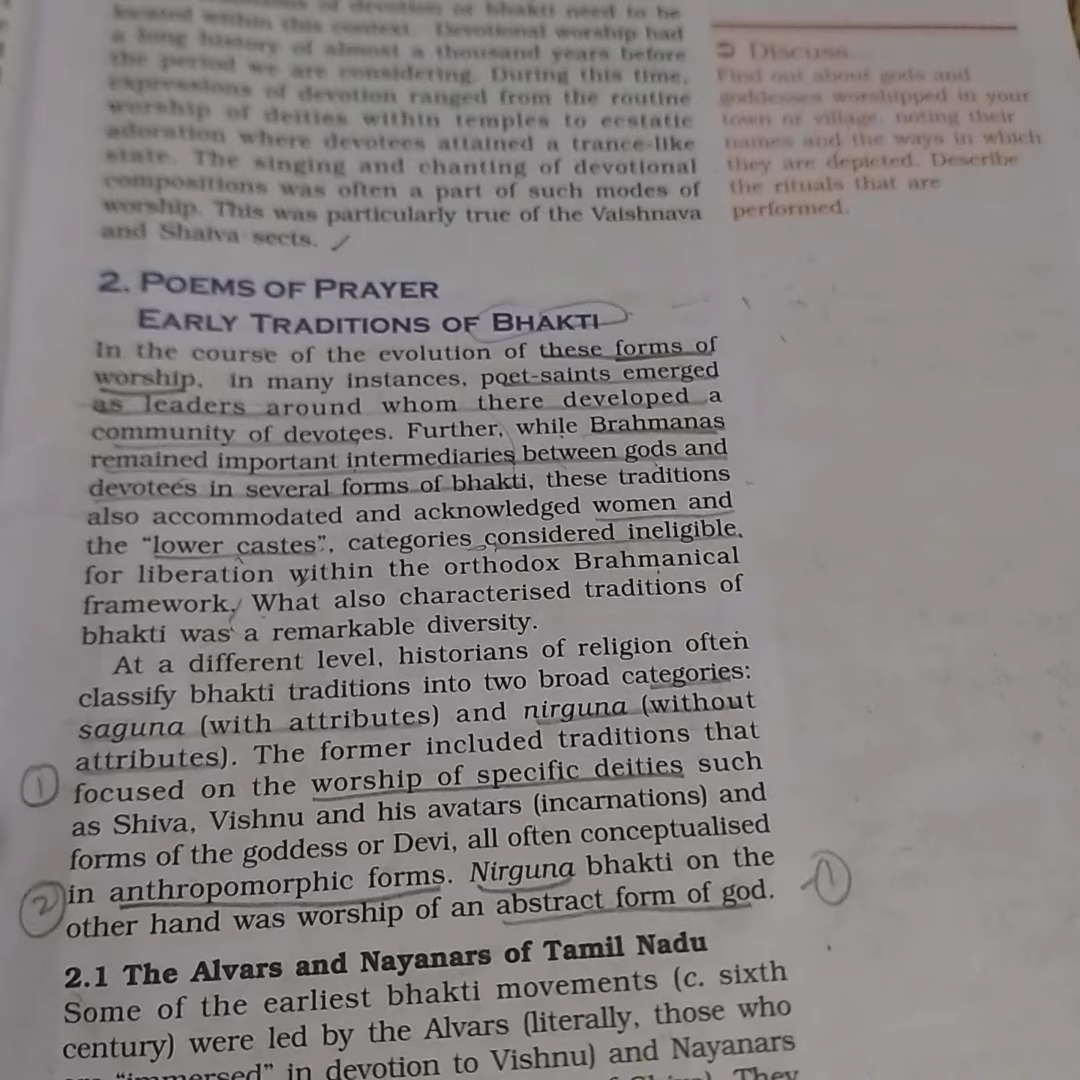 of devotion or bhakti need to be
located within this context. Devotional worship had
a long history of almost a thousand years before
the period we are considering. During this time,
expressions of devotion ranged from the routine
worship of deities within temples to ecstatic
adoration where devotees attained a trance-like
state. The singing and chanting of devotional
compositions was often a part of such modes of
worship. This was particularly true of the Vaishnava
and Shaiva sects.
Discuss...
Find out about gods and
goddesses worshipped in your
town or village, noting their
names and the ways in which
they are depicted. Describe
the rituals that are
performed.
2. POEMS OF PRAYER
EARLY TRADITIONS OF BHAKTI
In the course of the evolution of these forms of
worship, in many instances, poet-saints emerged
as leaders around whom there developed a
community of devotees. Further, while Brahmanas
remained important intermediaries between gods and
devotees in several forms of bhakti, these traditions
also accommodated and acknowledged women and
the “lower castes”, categories considered ineligible
for liberation within the orthodox Brahmanical
framework. What also characterised traditions of
bhakti was a remarkable diversity.
At a different level, historians of religion often
classify bhakti traditions into two broad categories:
saguna (with attributes) and nirguna (without
attributes). The former included traditions that
1 focused on the worship of specific deities such
as Shiva, Vishnu and his avatars (incarnations) and
forms of the goddess or Devi, all often conceptualised
2 in anthropomorphic forms. Nirguna bhakti on the 1
other hand was worship of an abstract form of god.
2.1 The Alvars and Nayanars of Tamil Nadu
Some of the earliest bhakti movements (c. sixth
century) were led by the Alvars (literally, those who
“immersed” in devotion to Vishnu) and Nayanars
They